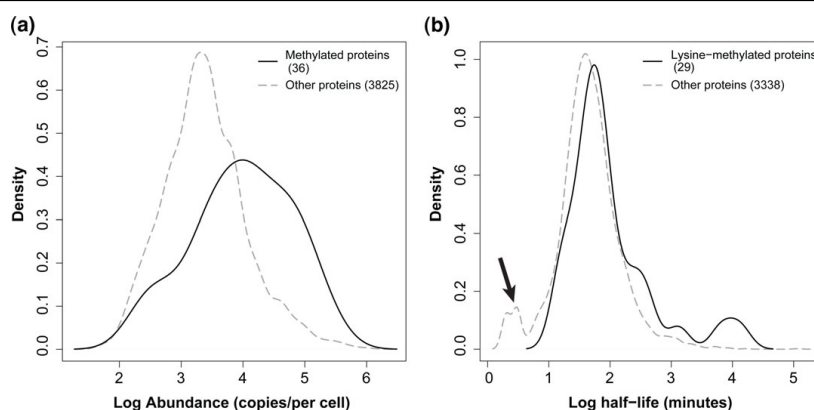 (a)
0.7
0.6
0.5
0.4
0.3
0.2
0.1
0.0
Density
Methylated proteins
(36)
Other proteins (3825)
2 3 4 5 6
Log Abundance (copies/per cell)
(b)
1.0
0.8
0.6
0.4
0.2
0.0
Density
Lysine−methylated proteins
(29)
Other proteins (3338)
0 1 2 3 4 5
Log half−life (minutes)